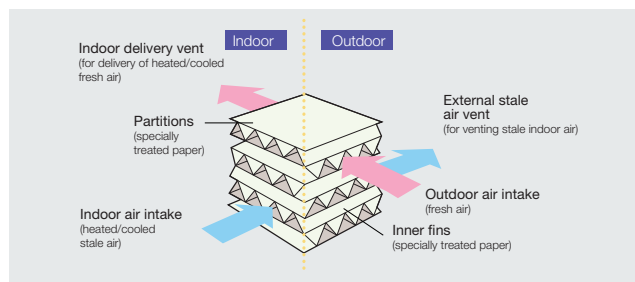 Indoor
Outdoor
Indoor delivery vent
(for delivery of heated/cooled
fresh air)
Partitions
(specially
treated paper)
External stale
air vent
(for venting stale indoor air)
Indoor air intake
(heated/cooled
stale air)
Outdoor air intake
(fresh air)
Inner fins
(specially treated paper)